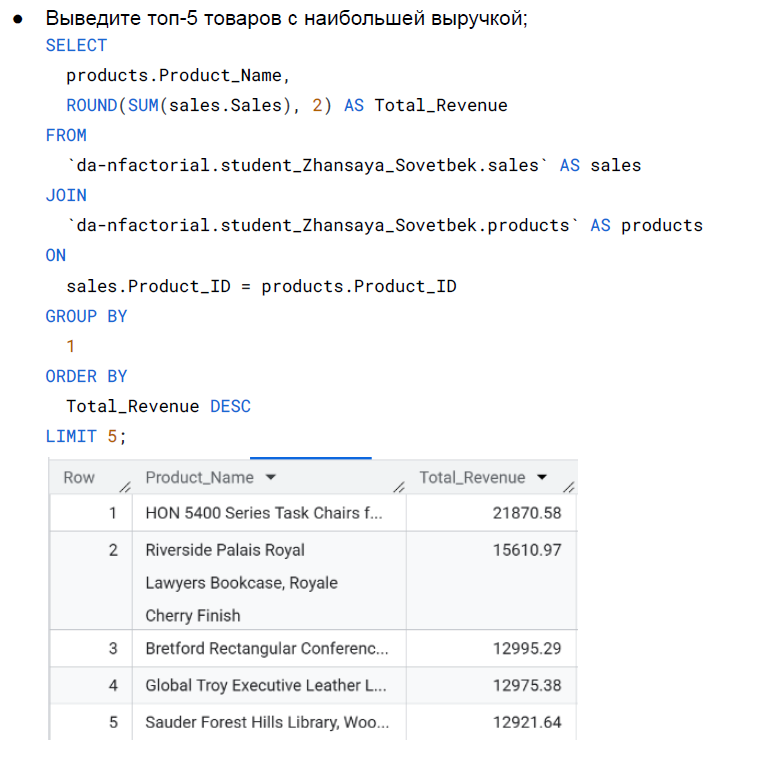 ● Выведите топ-5 товаров с наибольшей выручкой;
SELECT
products.Product_Name,
ROUND(SUM(sales.Sales), 2) AS Total_Revenue
FROM
`da-nfactorial.student_Zhansaya_Sovetbek.sales` AS sales
JOIN
`da-nfactorial.student_Zhansaya_Sovetbek.products` AS products
ON
sales.Product_ID = products.Product_ID
GROUP BY
1
ORDER BY
Total_Revenue DESC
LIMIT 5;
Row Product_Name Total_Revenue
1 HON 5400 Series Task Chairs f... 21870.58
2 Riverside Palais Royal 15610.97
Lawyers Bookcase, Royale
Cherry Finish
3 Bretford Rectangular Conferenc... 12995.29
4 Global Troy Executive Leather L... 12975.38
5 Sauder Forest Hills Library, Woo... 12921.64